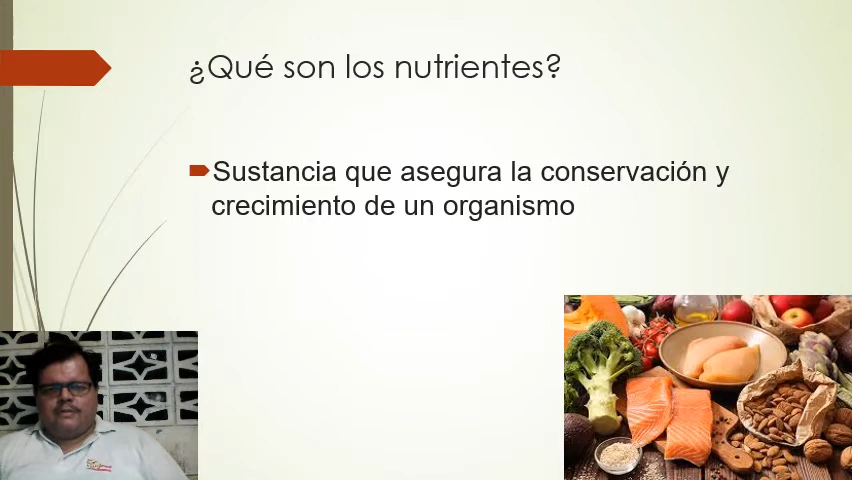 ¿Qué son los nutrientes?
Sustancia que asegura la conservación y
crecimiento de un organismo